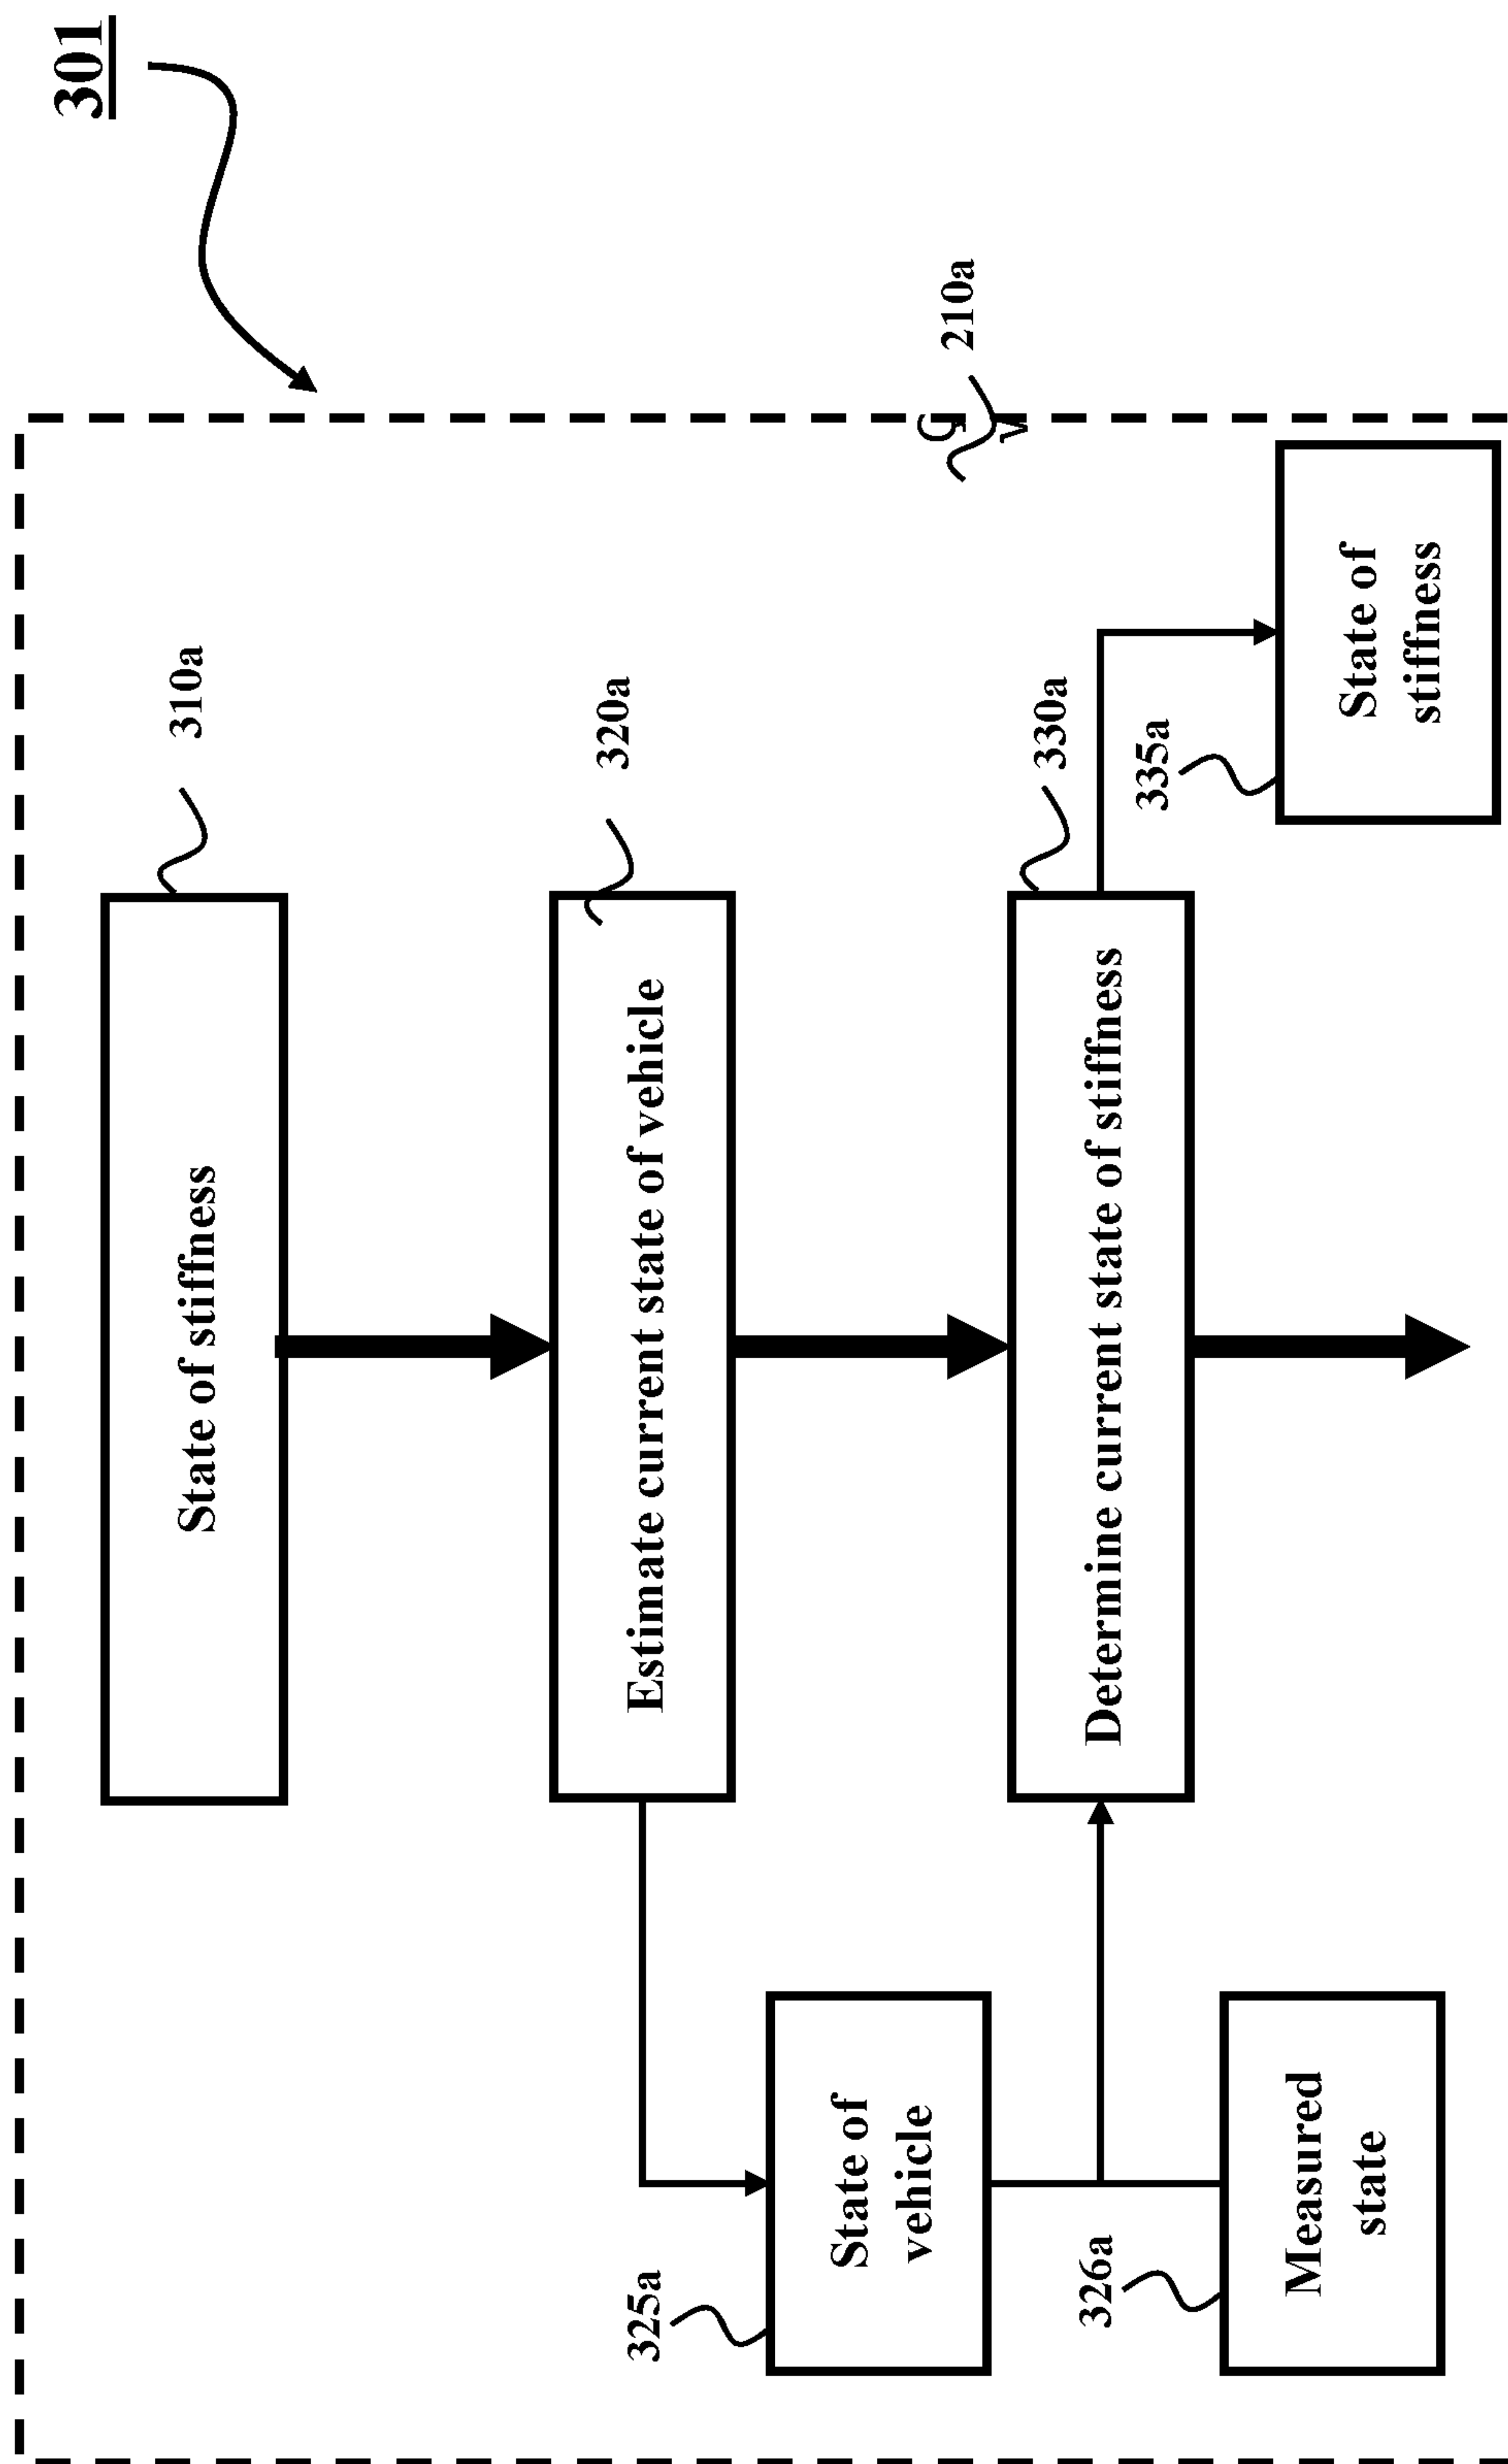 301
310a
State of stiffness
320a
Estimate current state of vehicle
325a
State of
vehicle
210a
330a
Determine current state of stiffness
335a
State of
stiffness
326a
Measured
state